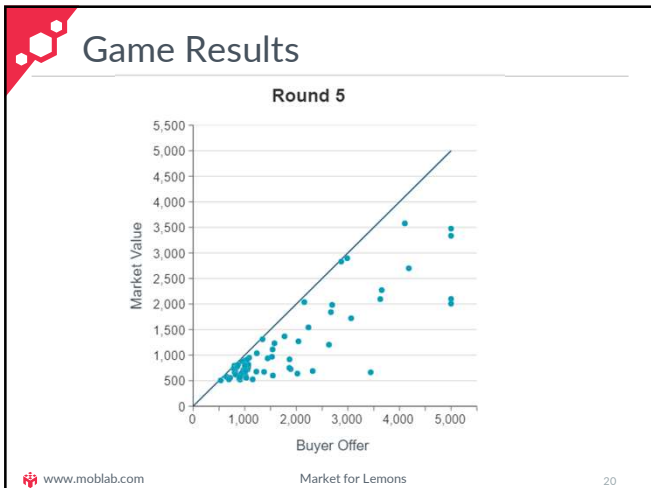 Game Results
Round 5
5,500
5,000
4,500
4,000
3,500
3,000
2,500
2,000
1,500
1,000
500
0
Market Value
0 1,000 2,000 3,000 4,000 5,000
Buyer Offer
www.moblab.com Market for Lemons 20